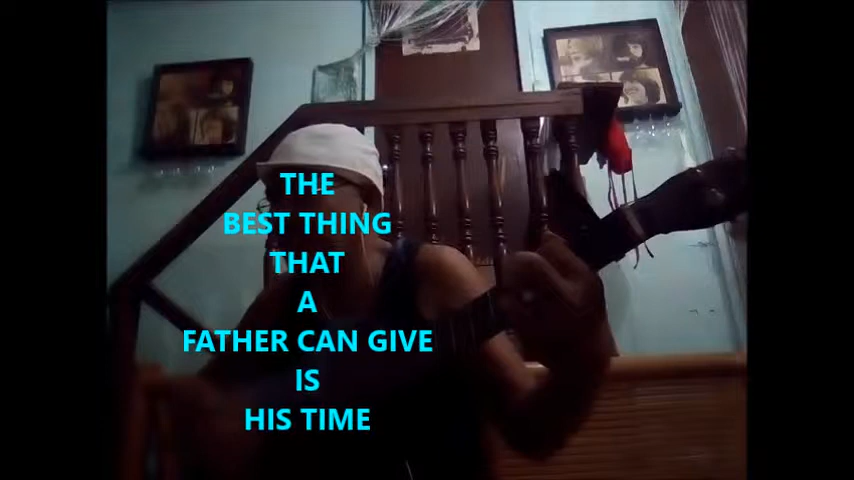 THE
BEST THING
THAT
A
FATHER CAN GIVE
IS
HIS TIME